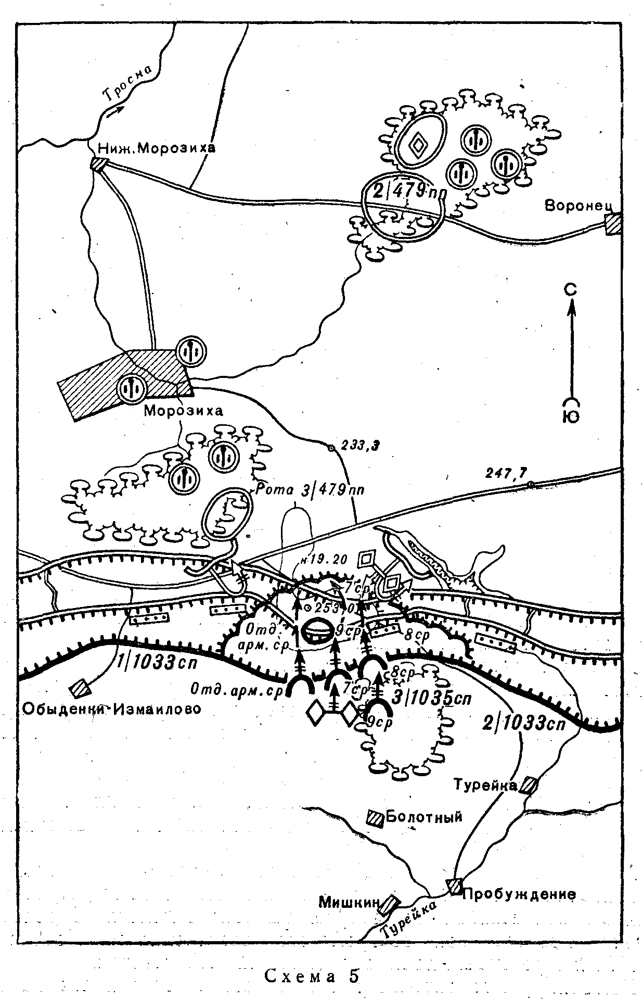 Тросна
Ниж. Морозиха
2/479 пп
Воронец
С
Ю
Морозиха
233,3
247,7
Рота 3/479 пп
к 19.20
7 ср
253,0
Отд.
арм. ср
9 ср
8 ср
1/1033 сп
8 ср
Отд. арм. ср
7 ср
3/1035 сп
Обыденки-Измаилово
9 ср
2/1033 сп
Турейка
Болотный
Пробуждение
Мишкин
Турейка
Схема 5